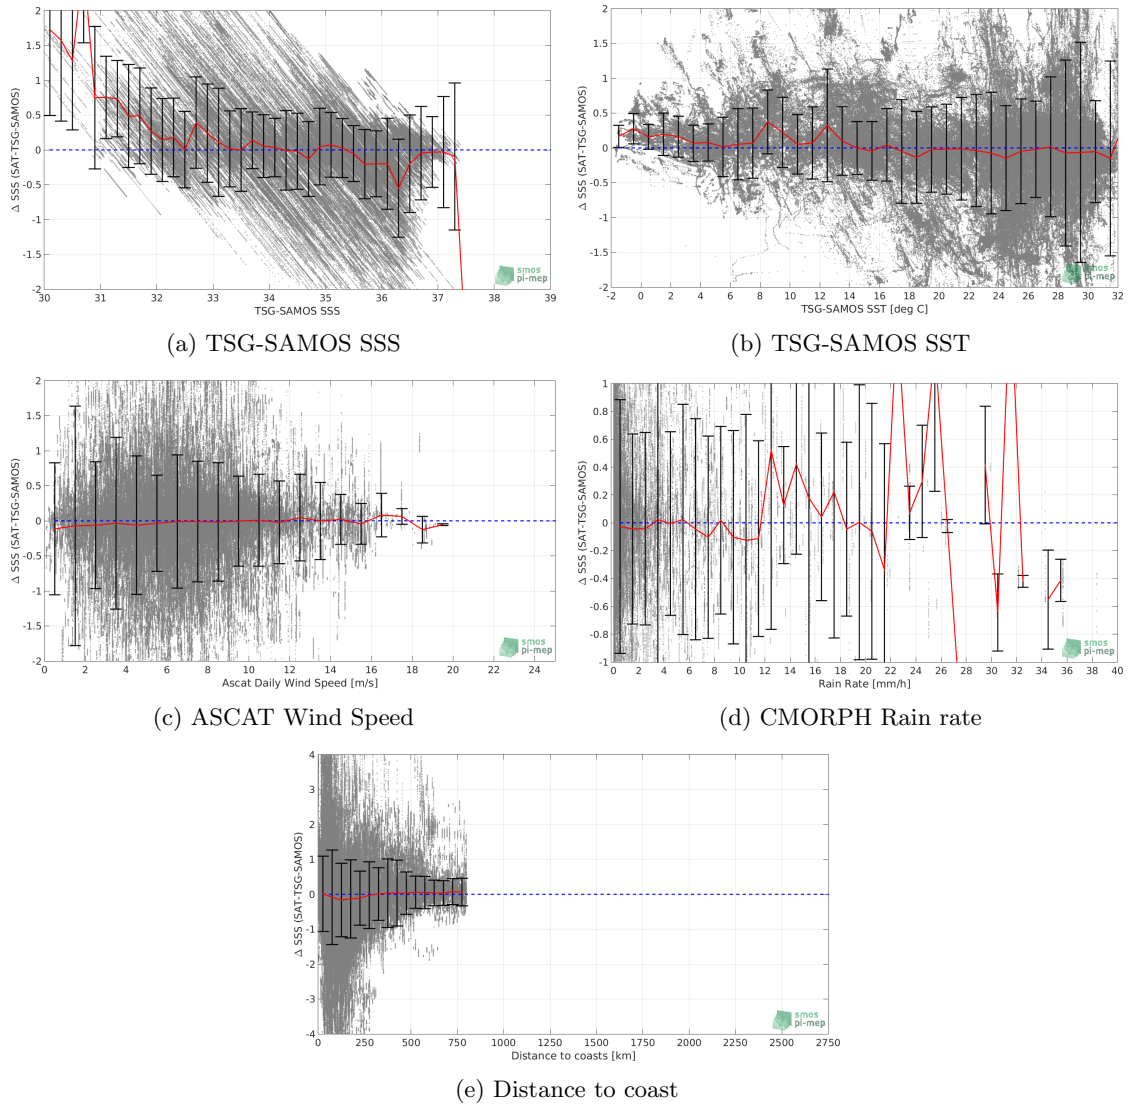 2
1.5
1
0.5
0
-0.5
-1
-1.5
-2
Δ SSS (SAT-TSG-SAMOS)
30 31 32 33 34 35 36 37 38 39
TSG-SAMOS SSS
smos
pi-mep
(a) TSG-SAMOS SSS
2
1.5
1
0.5
0
-0.5
-1
-1.5
-2
Δ SSS (SAT-TSG-SAMOS)
-2 0 2 4 6 8 10 12 14 16 18 20 22 24 26 28 30 32
TSG-SAMOS SST [deg C]
smos
pi-mep
(b) TSG-SAMOS SST
2
1.5
1
0.5
0
-0.5
-1
-1.5
-2
Δ SSS (SAT-TSG-SAMOS)
0 2 4 6 8 10 12 14 16 18 20 22 24
Ascat Daily Wind Speed [m/s]
smos
pi-mep
(c) ASCAT Wind Speed
1
0.8
0.6
0.4
0.2
0
-0.2
-0.4
-0.6
-0.8
-1
Δ SSS (SAT-TSG-SAMOS)
0 2 4 6 8 10 12 14 16 18 20 22 24 26 28 30 32 34 36 38 40
Rain Rate [mm/h]
smos
pi-mep
(d) CMORPH Rain rate
4
3
2
1
0
-1
-2
-3
-4
Δ SSS (SAT-TSG-SAMOS)
0 250 500 750 1000 1250 1500 1750 2000 2250 2500 2750
Distance to coasts [km]
smos
pi-mep
(e) Distance to coast